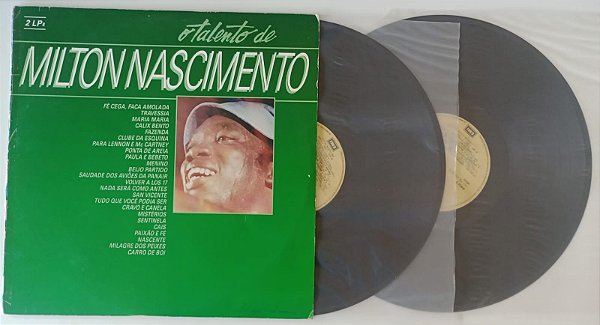 2 LPs
o talento de
MILTON NASCIMENTO
FÉ CEGA, FACA AMOLADA
TRAVESSIA
MARIA MARIA
CALIX BENTO
FAZENDA
CLUBE DA ESQUINA
PARA LENNON E Mc CARTNEY
PONTA DE AREIA
PAULA E BEBETO
MENINO
BEIJO PARTIDO
SAUDADE DOS AVIÕES DA PANAIR
VOLVER A LOS 17
NADA SERÁ COMO ANTES
SAN VICENTE
TUDO QUE VOCÊ PODIA SER
CRAVO E CANELA
MISTÉRIOS
SENTINELA
CAIS
PAIXÃO E FÉ
NASCENTE
MILAGRE DOS PEIXES
CARRO DE BOI
EMI
EMI